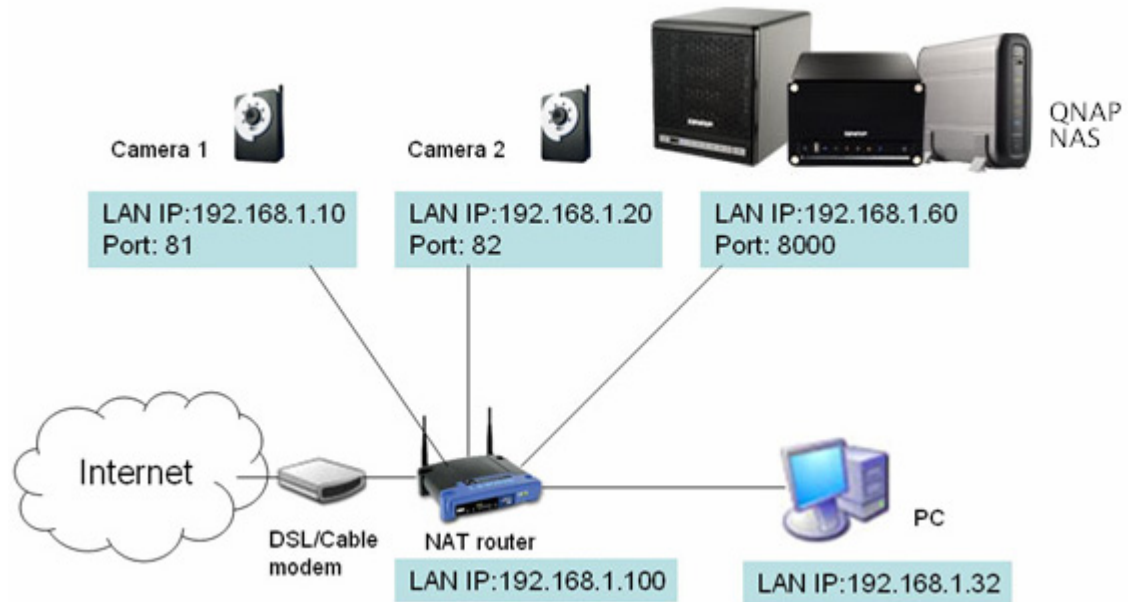 QNAP
NAS
Camera 1
Camera 2
LAN IP:192.168.1.10
Port: 81
LAN IP:192.168.1.20
Port: 82
LAN IP:192.168.1.60
Port: 8000
Internet
DSL/Cable
modem
NAT router
LAN IP:192.168.1.100
PC
LAN IP:192.168.1.32